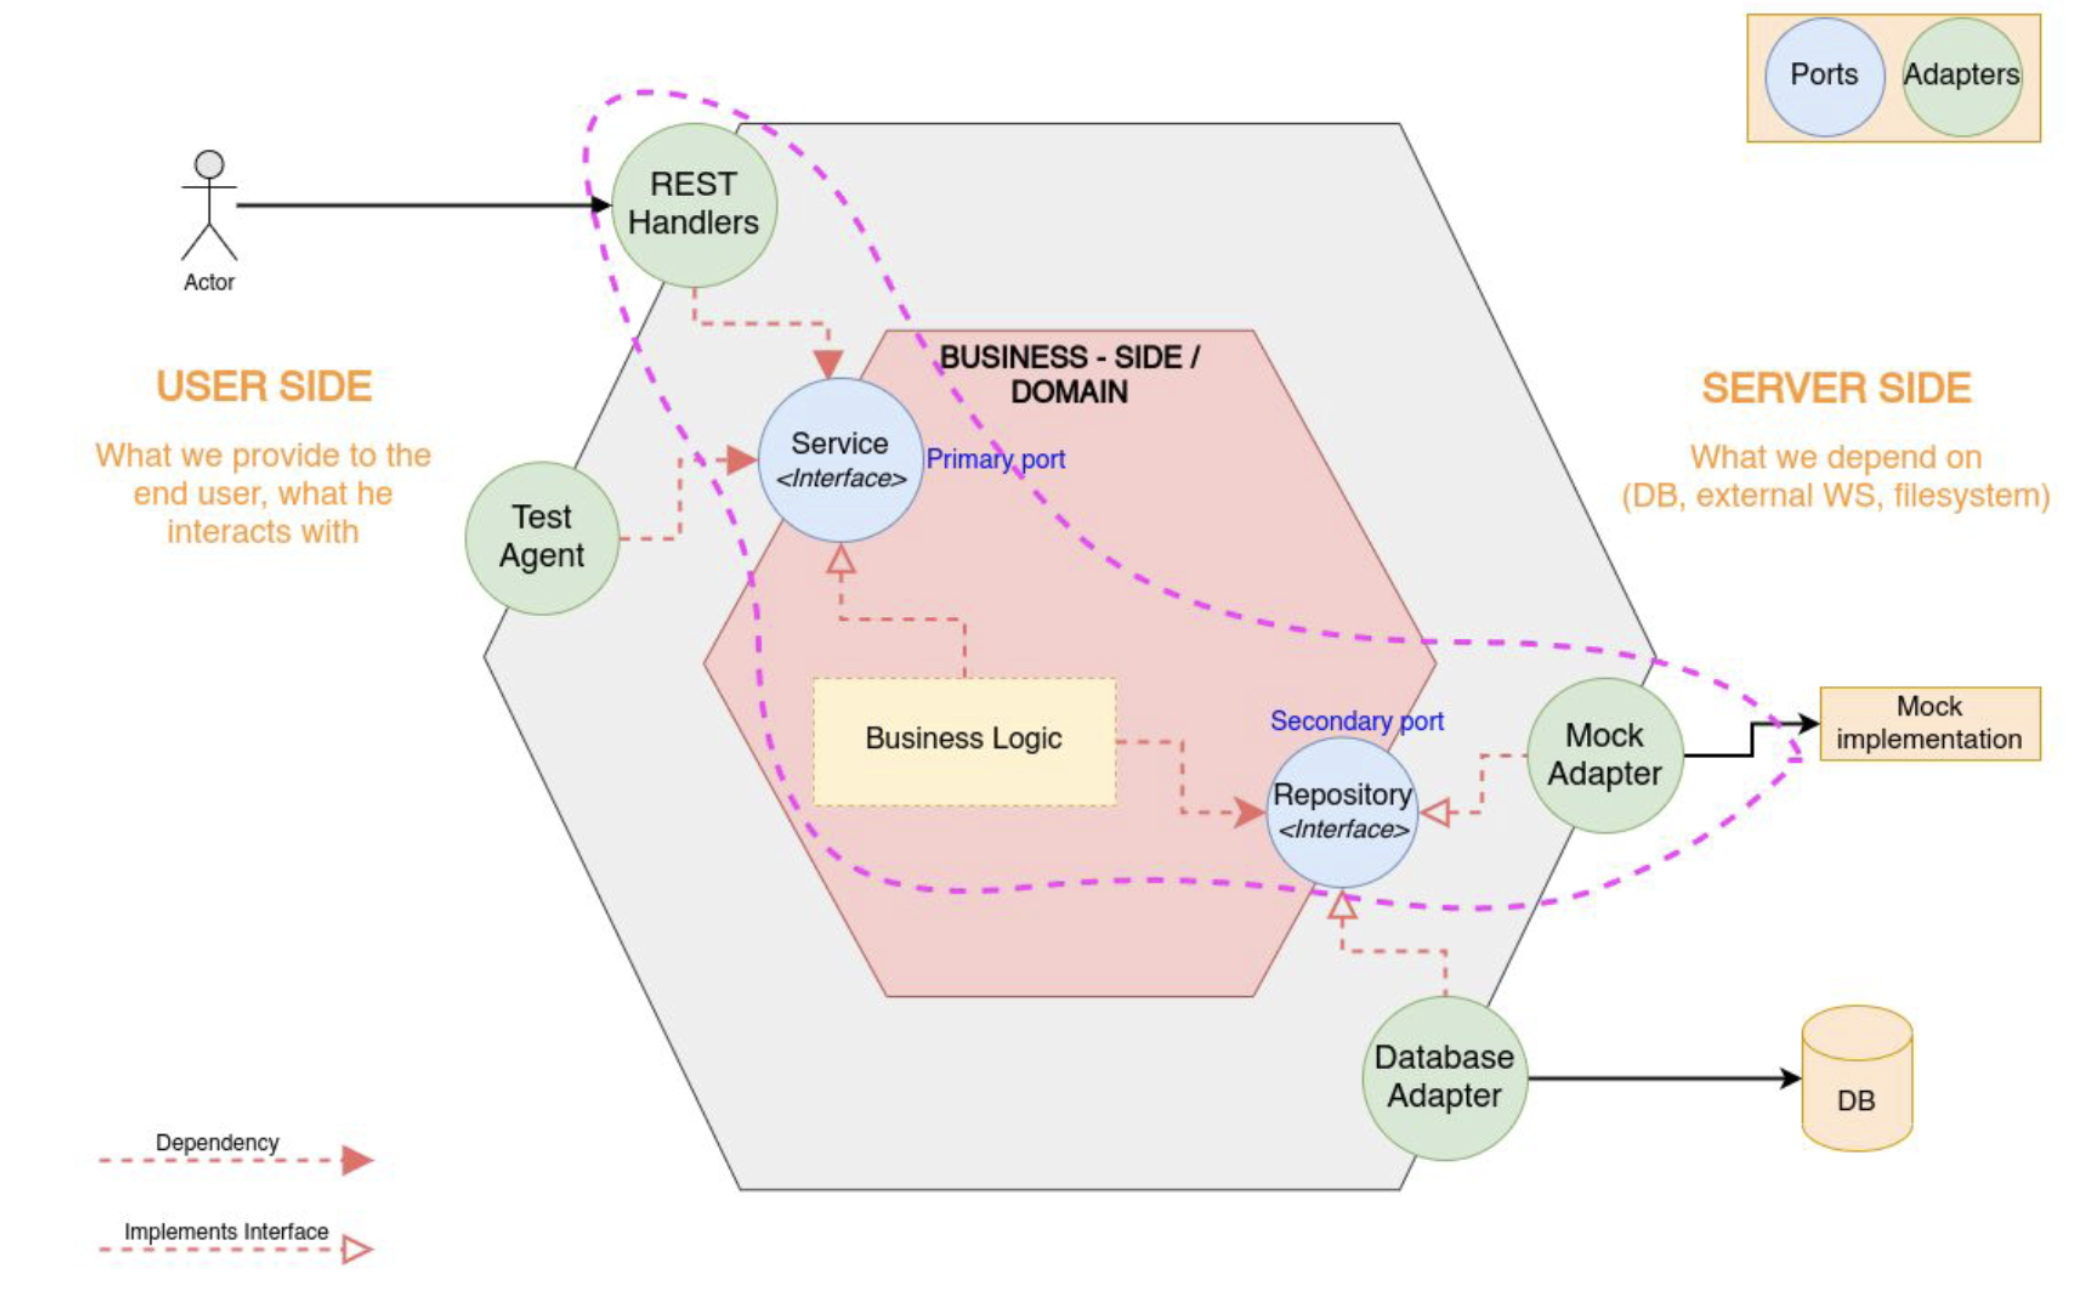 Ports
Adapters
REST
Handlers
Actor
BUSINESS - SIDE /
DOMAIN
USER SIDE
What we provide to the
end user, what he
interacts with
SERVER SIDE
What we depend on
(DB, external WS, filesystem)
Service
<Interface>
Primary port
Test
Agent
Business Logic
Secondary port
Repository
<Interface>
Mock
Adapter
Mock
implementation
Database
Adapter
DB
Dependency
Implements Interface